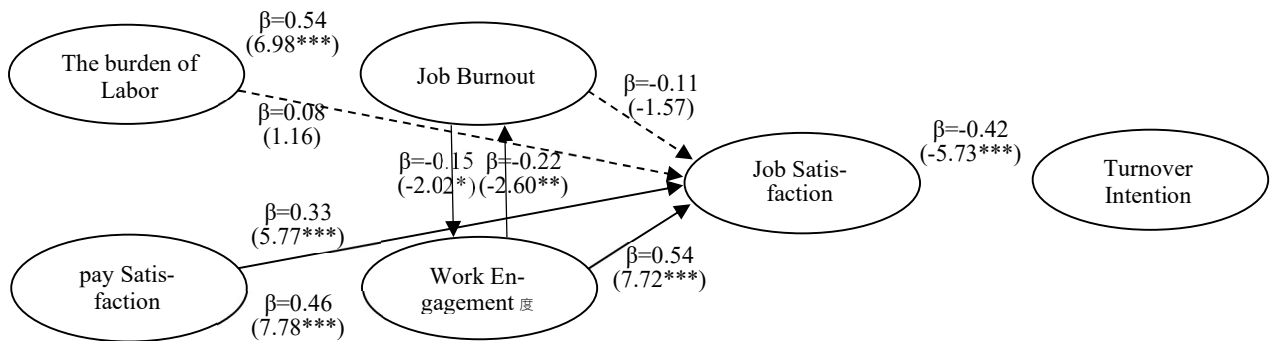 β=0.54
(6.98***)
The burden of
Labor
Job Burnout
β=0.08
(1.16)
β=-0.11
(-1.57)
β=-0.42
(-5.73***)
β=-0.15
(-2.02*)
β=-0.22
(-2.60**)
Job Satis-
faction
Turnover
Intention
β=0.33
(5.77***)
pay Satis-
faction
Work En-
gagement 度
β=0.54
(7.72***)
β=0.46
(7.78***)